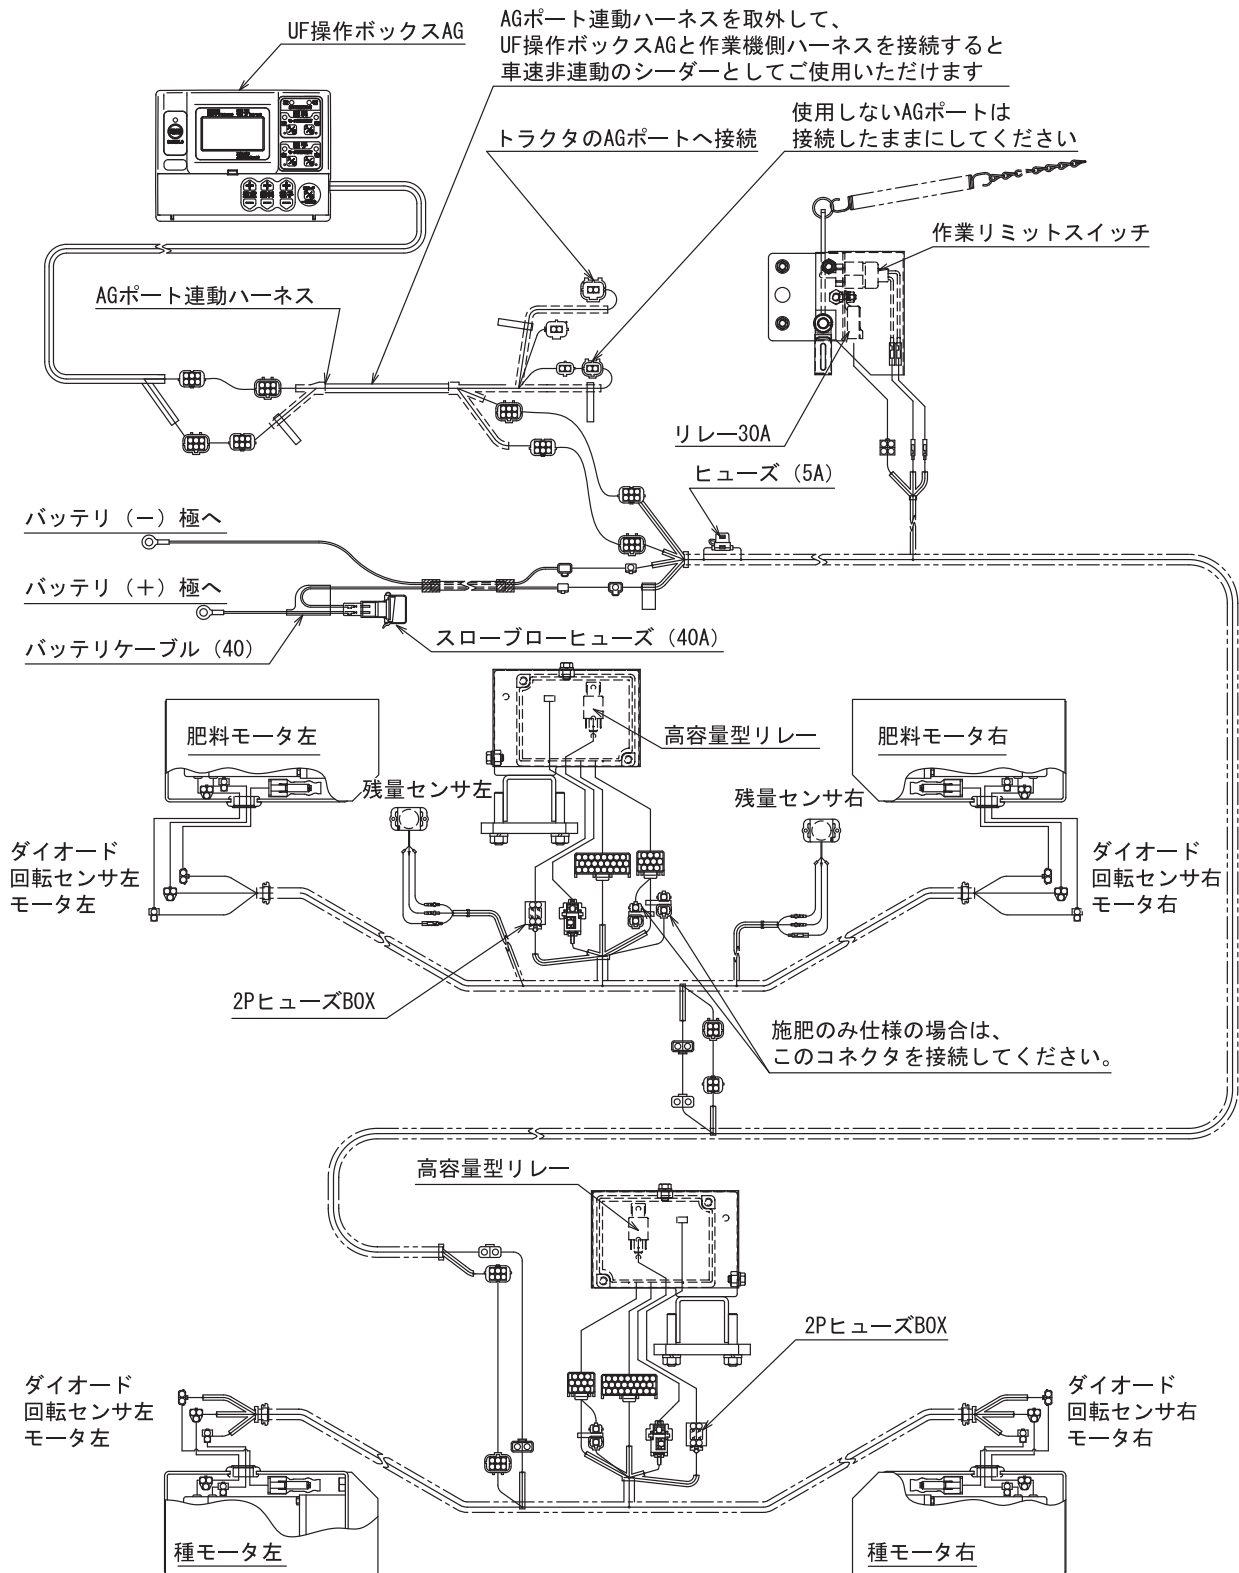 UF操作ボックスAG
AGポート連動ハーネスを取外して、
UF操作ボックスAGと作業機側ハーネスを接続すると
車速非連動のシーダーとしてご使用いただけます
トラクタのAGポートへ接続
使用しないAGポートは
接続したままにしてください
作業リミットスイッチ
AGポート連動ハーネス
リレー30A
ヒューズ（5A）
バッテリ（－）極へ
バッテリ（＋）極へ
バッテリケーブル（40）
スローブローヒューズ（40A）
肥料モータ左
高容量型リレー
肥料モータ右
残量センサ左
残量センサ右
ダイオード
回転センサ左
モータ左
ダイオード
回転センサ右
モータ右
2PヒューズBOX
施肥のみ仕様の場合は、
このコネクタを接続してください。
高容量型リレー
2PヒューズBOX
ダイオード
回転センサ左
モータ左
ダイオード
回転センサ右
モータ右
種モータ左
種モータ右